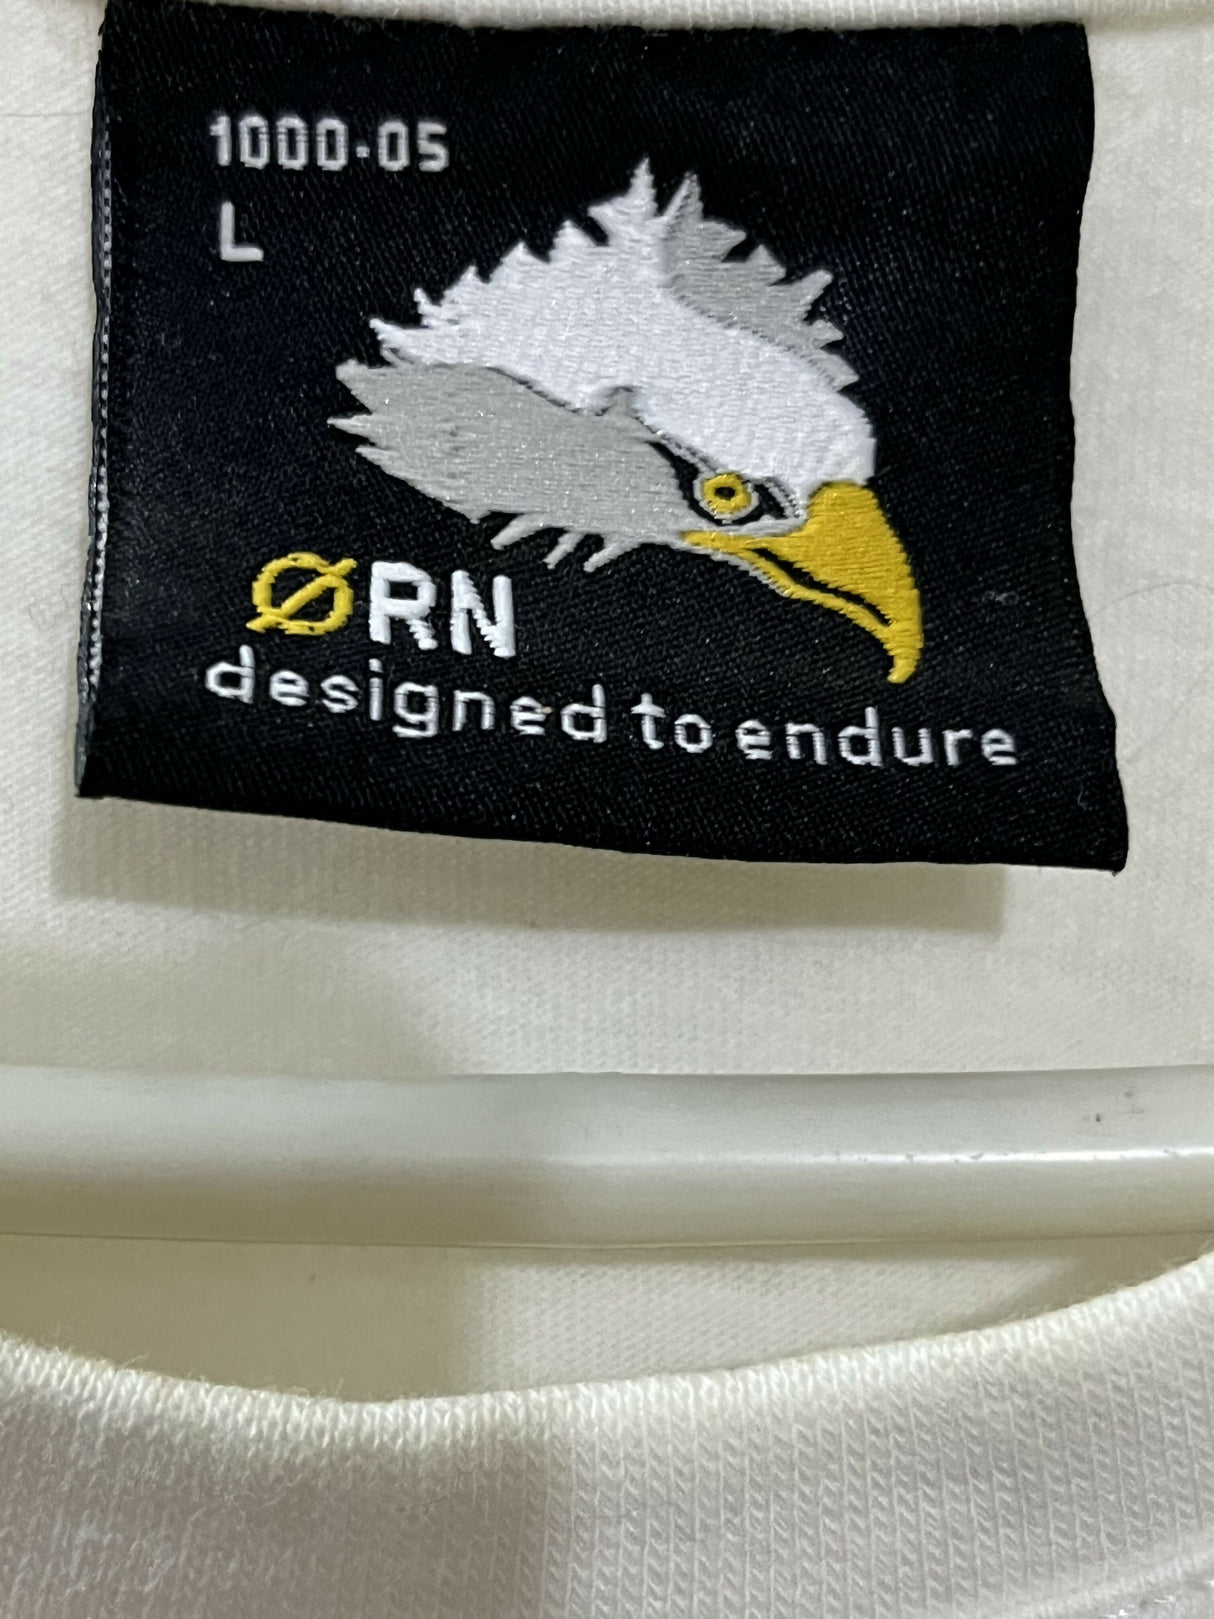 1000-05
L
ØRN
designed to endure